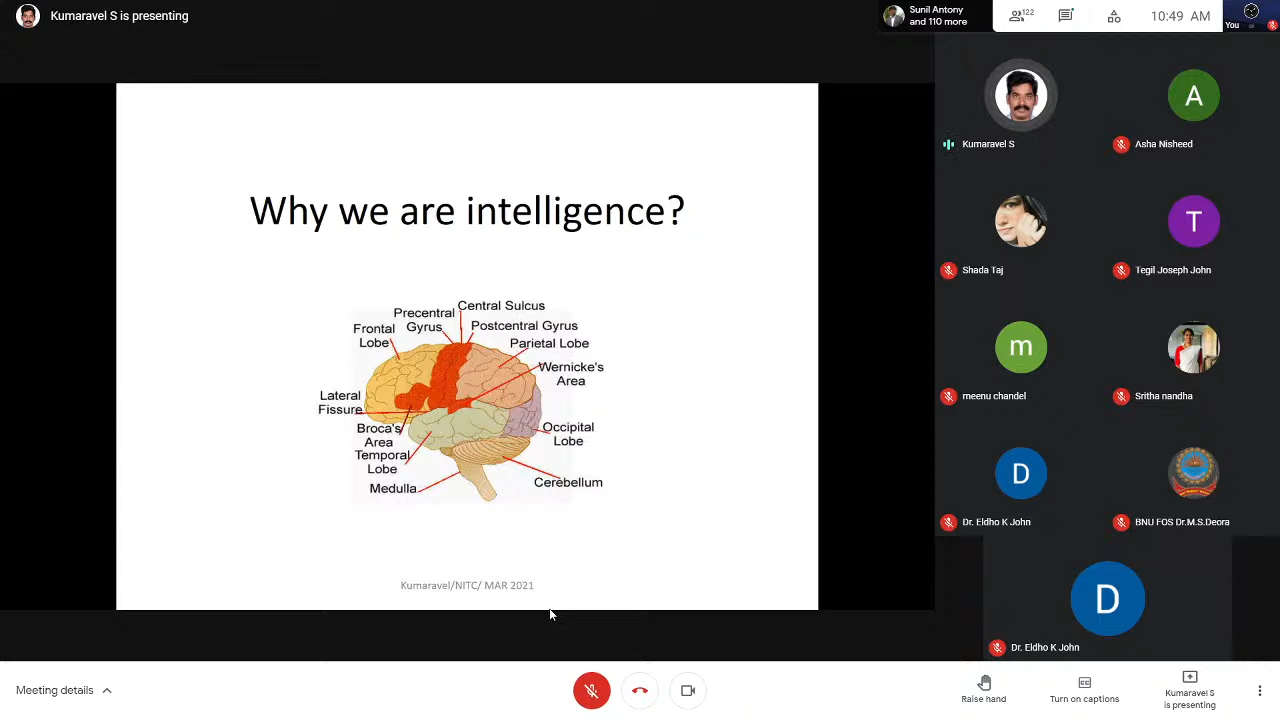 Kumaravel S is presenting
Sunil Antony
and 110 more
122
10:49 AM
You
Why we are intelligence?
Central Sulcus
Precentral
Gyrus
Postcentral Gyrus
Frontal
Lobe
Parietal Lobe
Wernicke's
Area
Lateral
Fissure
Broca's
Area
Occipital
Lobe
Temporal
Lobe
Cerebellum
Medulla
Kumaravel/NITC/ MAR 2021
Kumaravel S
A
Asha Nisheed
Shada Taj
T
Tegil Joseph John
m
meenu chandel
Sritha nandha
D
Dr. Eldho K John
BNU FOS Dr.M.S.Deora
D
Dr. Eldho K John
Meeting details
Raise hand
CC
Turn on captions
Kumaravel S
is presenting